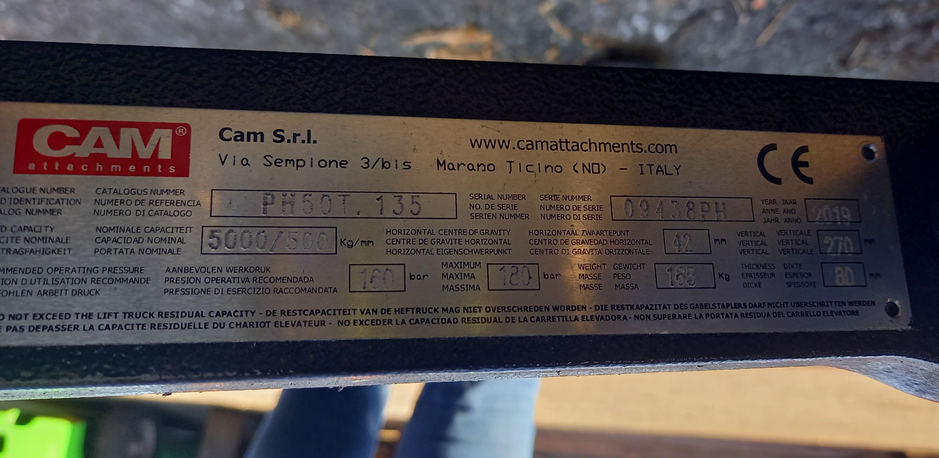 CAM® attachments
Cam S.r.l.
www.camattachments.com
Via Sempione 3/bis Marano Ticino (NO) - ITALY
CE
CATALOGUS NUMMER
NUMERO DE REFERENCIA
NUMERO DI CATALOGO
PH50T.135
SERIAL NUMBER SERIE NUMMER
NO. DE SERIE NUMERO DE SERIE
SERIEN NUMMER NUMERO DI SERIE
09438PH
YEAR JAAR
ANNE ANO
JAHR ANNO
2019
D CAPACITY NOMINALE CAPACITEIT
CITE NOMINALE CAPACIDAD NOMINAL
TRAGFAHIGKEIT PORTATA NOMINALE
5000/500 Kg/mm
HORIZONTAL CENTRE OF GRAVITY HORIZONTAL ZWAARTEPUNT
CENTRE DE GRAVITE HORIZONTAL CENTRO DE GRAVEDAD HORIZONTAL
HORIZONTAL EIGENSCHWERPUNKT CENTRO DI GRAVITA ORIZZONTALE
42 mm
VERTICAL VERTICALE
VERTICAL VERTICAL
VERTICAL VERTICALE
270 mm
MMENDED OPERATING PRESSURE AANBEVOLEN WERKDRUK
ION D'UTILISATION RECOMMANDE PRESION OPERATIVA RECOMENDADA
OHLEN ARBEIT DRUCK PRESSIONE DI ESERCIZIO RACCOMANDATA
160 bar
MAXIMUM
MAXIMA
MASSIMA
180 bar
WEIGHT GEWICHT
MASSE PESO
MASSE MASSA
165 Kg
THICKNESS DIKTE
EPAISSEUR ESPESOR
DICKE SPESSORE
80 mm
O NOT EXCEED THE LIFT TRUCK RESIDUAL CAPACITY - DE RESTCAPACITEIT VAN DE HEFTRUCK MAG NIET OVERSCHREDEN WORDEN - DIE RESTKAPAZITAT DES GABELSTAPLERS DARF NICHT UBERSCHRITTEN WERDEN
E PAS DEPASSER LA CAPACITE RESIDUELLE DU CHARIOT ELEVATEUR - NO EXCEDER LA CAPACIDAD RESIDUAL DE LA CARRETILLA ELEVADORA - NON SUPERARE LA PORTATA RESIDUA DEL CARRELLO ELEVATORE